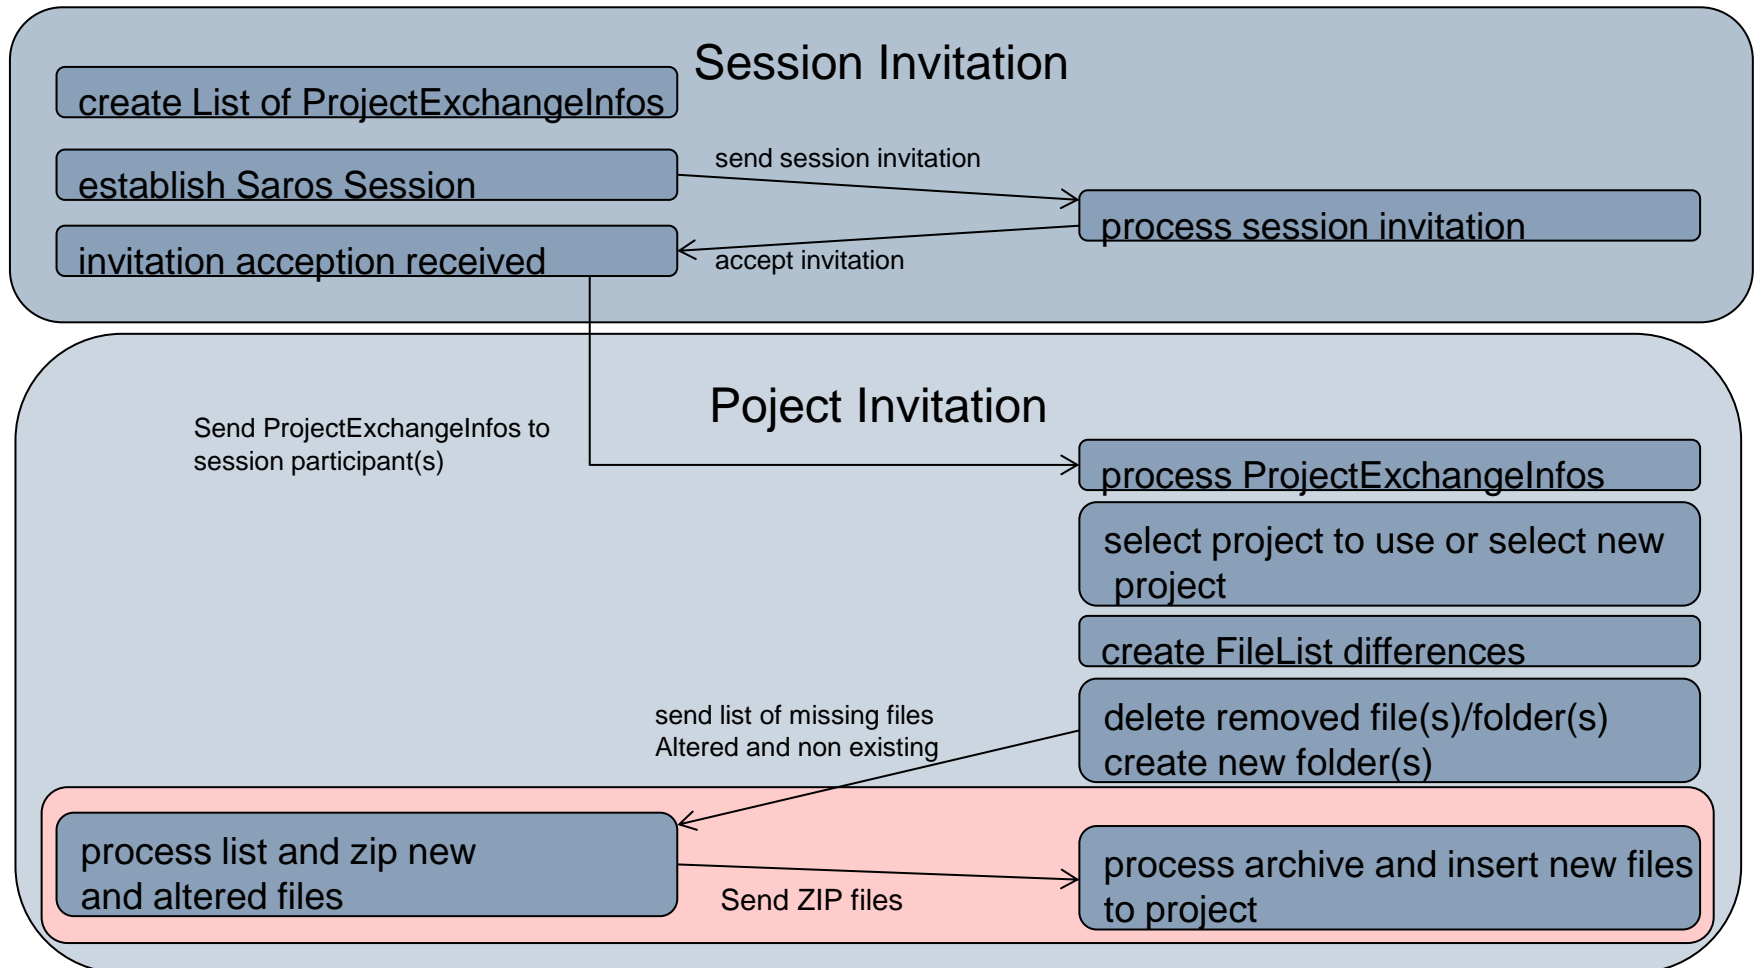 Session Invitation
create List of ProjectExchangeInfos
send session invitation
establish Saros Session
process session invitation
invitation acception received
accept invitation
Poject Invitation
Send ProjectExchangeInfos to
session participant(s)
process ProjectExchangeInfos
select project to use or select new
project
create FileList differences
send list of missing files
Altered and non existing
delete removed file(s)/folder(s)
create new folder(s)
process list and zip new
and altered files
Send ZIP files
process archive and insert new files
to project